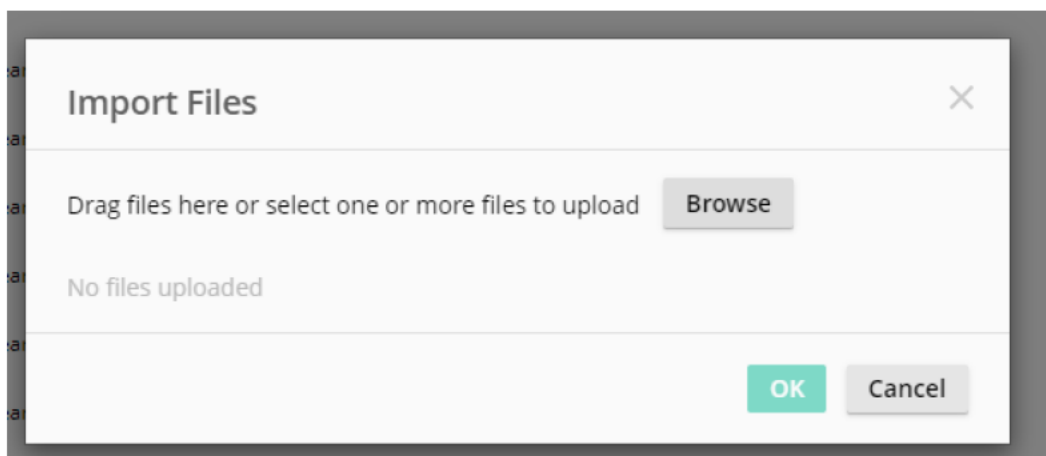 Import Files
Drag files here or select one or more files to upload Browse
No files uploaded
OK Cancel